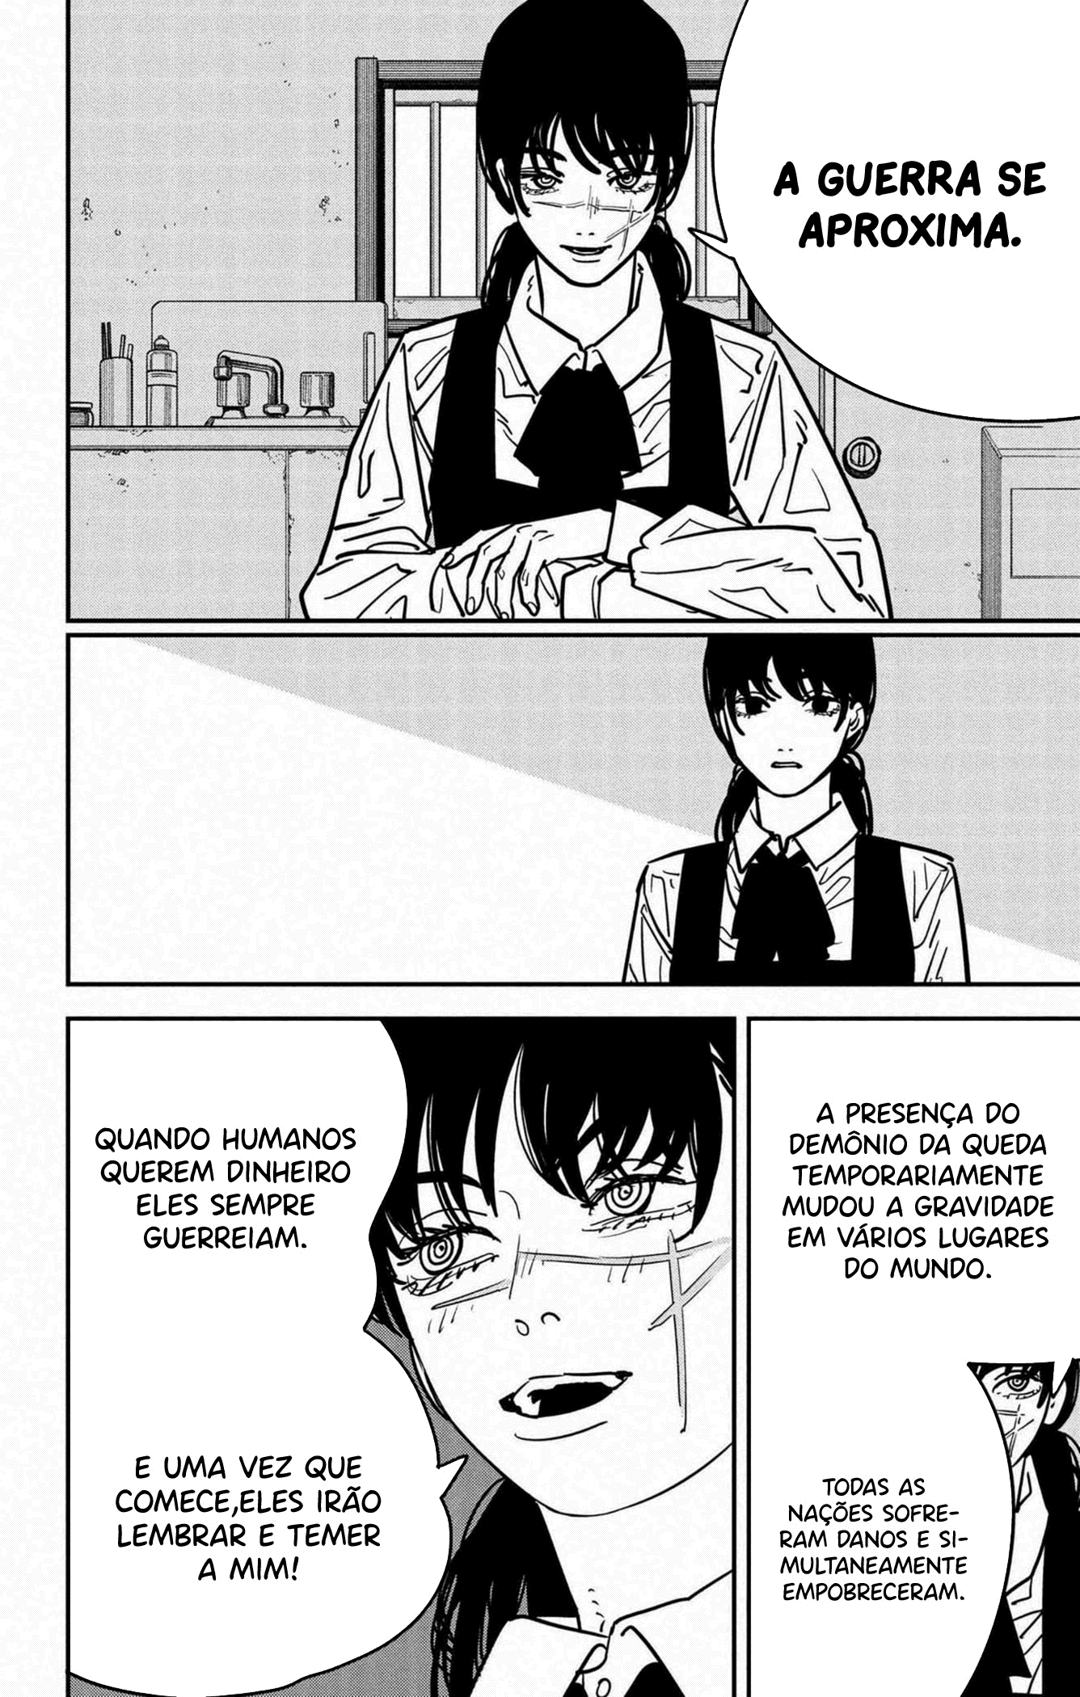 A GUERRA SE
APROXIMA.
A PRESENÇA DO
DEMÔNIO DA QUEDA
TEMPORARIAMENTE
MUDOU A GRAVIDADE
EM VÁRIOS LUGARES
DO MUNDO.
TODAS AS
NAÇÕES SOFRE-
RAM DANOS E SI-
MULTANEAMENTE
EMPOBRECERAM.
QUANDO HUMANOS
QUEREM DINHEIRO
ELES SEMPRE
GUERREIAM.
E UMA VEZ QUE
COMECE,ELES IRÃO
LEMBRAR E TEMER
A MIM!